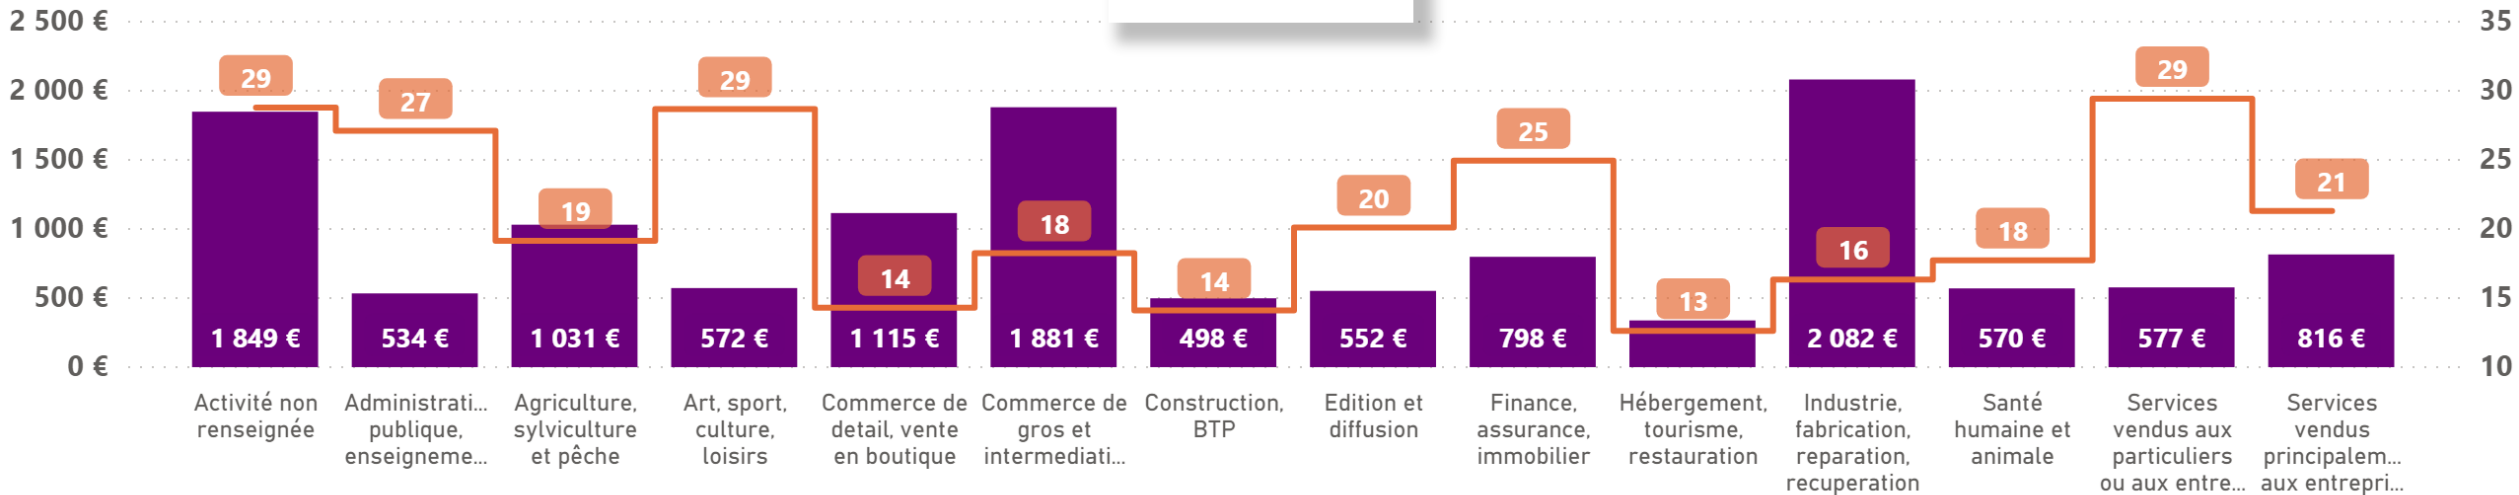 2 500 €
2 000 €
1 500 €
1 000 €
500 €
0 €
35
30
25
20
15
10
29
27
19
29
14
18
14
20
25
13
16
18
29
21
1 849 €
534 €
1 031 €
572 €
1 115 €
1 881 €
498 €
552 €
798 €
2 082 €
570 €
577 €
816 €
Activité non
renseignée
Administrati...
publique,
enseigneme...
Agriculture,
sylviculture
et pêche
Art, sport,
culture,
loisirs
Commerce de
detail, vente
en boutique
Commerce de
gros et
intermediati...
Construction,
BTP
Edition et
diffusion
Finance,
assurance,
immobilier
Hébergement,
tourisme,
restauration
Industrie,
fabrication,
reparation,
recuperation
Santé
humaine et
animale
Services
vendus aux
particuliers
ou aux entre...
Services
vendus
principalem...
aux entrepri...